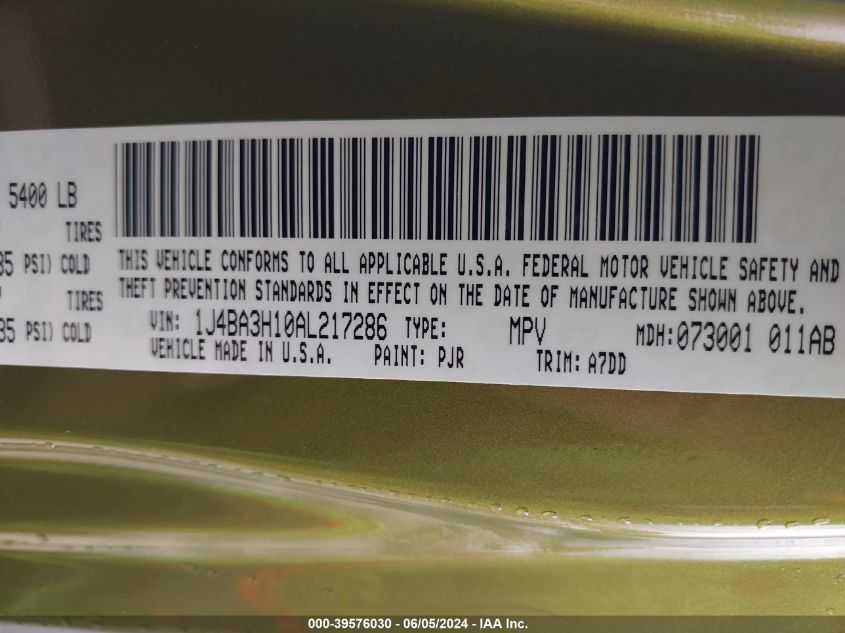 5400 LB
TIRES
35 PSI) COLD
TIRES
35 PSI) COLD
THIS VEHICLE CONFORMS TO ALL APPLICABLE U.S.A. FEDERAL MOTOR VEHICLE SAFETY AND
THEFT PREVENTION STANDARDS IN EFFECT ON THE DATE OF MANUFACTURE SHOWN ABOVE.
VIN: 1J4BA3H10AL217286 TYPE: MPV MDH:073001 011AB
VEHICLE MADE IN U.S.A. PAINT: PJR TRIM: A7DD
000-39576030 - 06/05/2024 - IAA Inc.